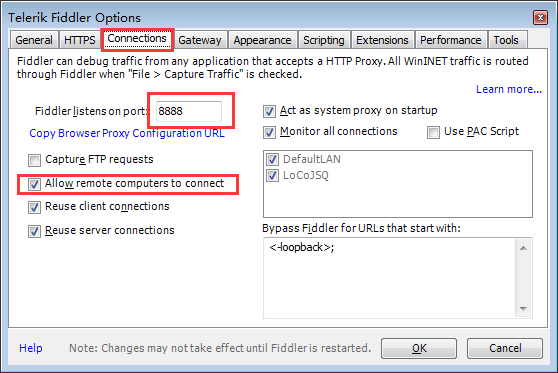 Telerik Fiddler Options
General HTTPS Connections Gateway Appearance Scripting Extensions Performance Tools
Fiddler can debug traffic from any application that accepts a HTTP Proxy. All WinINET traffic is routed
through Fiddler when "File > Capture Traffic" is checked.
Learn more...
Fiddler listens on port: 8888
Copy Browser Proxy Configuration URL
Capture FTP requests
Allow remote computers to connect
Reuse client connections
Reuse server connections
Act as system proxy on startup
Monitor all connections Use PAC Script
DefaultLAN
LoCoJSQ
Bypass Fiddler for URLs that start with:
<-loopback>;
Help Note: Changes may not take effect until Fiddler is restarted. OK Cancel